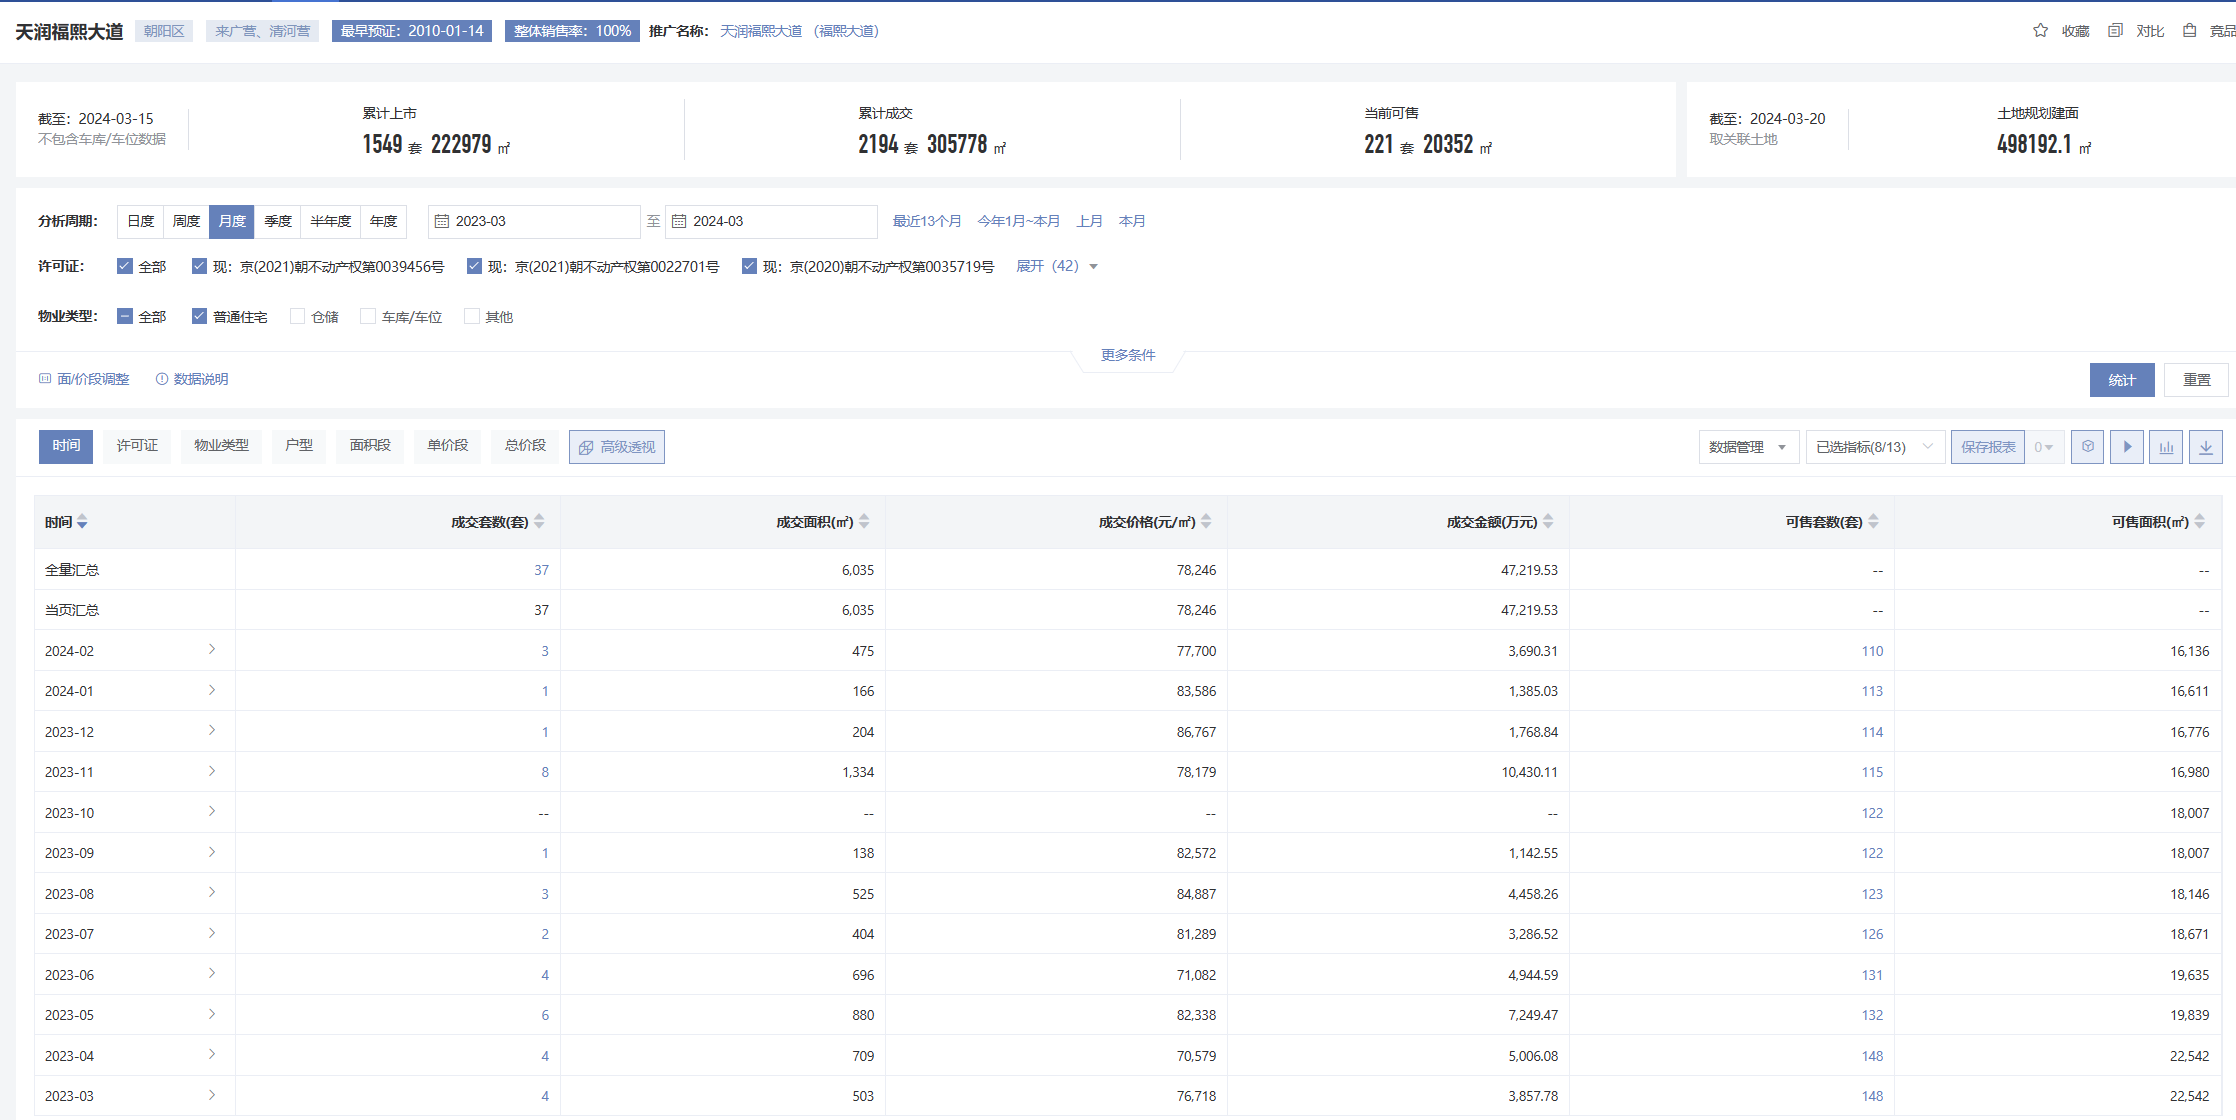 天润福熙大道 朝阳区 来广营、清河营 最早预证：2010-01-14 整体销售率：100% 推广名称： 天润福熙大道 （福熙大道） 收藏 对比 竞品
截至：2024-03-15
不包含车库/车位数据
累计上市
1549 套 222979 ㎡
累计成交
2194 套 305778 ㎡
当前可售
221 套 20352 ㎡
截至：2024-03-20
取关联土地
土地规划建面
498192.1 ㎡
分析周期： 日度 周度 月度 季度 半年度 年度 2023-03 至 2024-03 最近13个月 今年1月~本月 上月 本月
许可证： 全部 现：京(2021)朝不动产权第0039456号 现：京(2021)朝不动产权第0022701号 现：京(2020)朝不动产权第0035719号 展开（42）
物业类型： 全部 普通住宅 仓储 车库/车位 其他
更多条件
面/价段调整 数据说明 统计 重置
时间 许可证 物业类型 户型 面积段 单价段 总价段 高级透视 数据管理 已选指标(8/13) 保存报表 0
时间 成交套数(套) 成交面积(㎡) 成交价格(元/㎡) 成交金额(万元) 可售套数(套) 可售面积(㎡)
全量汇总 37 6,035 78,246 47,219.53 -- --
当页汇总 37 6,035 78,246 47,219.53 -- --
2024-02 3 475 77,700 3,690.31 110 16,136
2024-01 1 166 83,586 1,385.03 113 16,611
2023-12 1 204 86,767 1,768.84 114 16,776
2023-11 8 1,334 78,179 10,430.11 115 16,980
2023-10 -- -- -- -- 122 18,007
2023-09 1 138 82,572 1,142.55 122 18,007
2023-08 3 525 84,887 4,458.26 123 18,146
2023-07 2 404 81,289 3,286.52 126 18,671
2023-06 4 696 71,082 4,944.59 131 19,635
2023-05 6 880 82,338 7,249.47 132 19,839
2023-04 4 709 70,579 5,006.08 148 22,542
2023-03 4 503 76,718 3,857.78 148 22,542